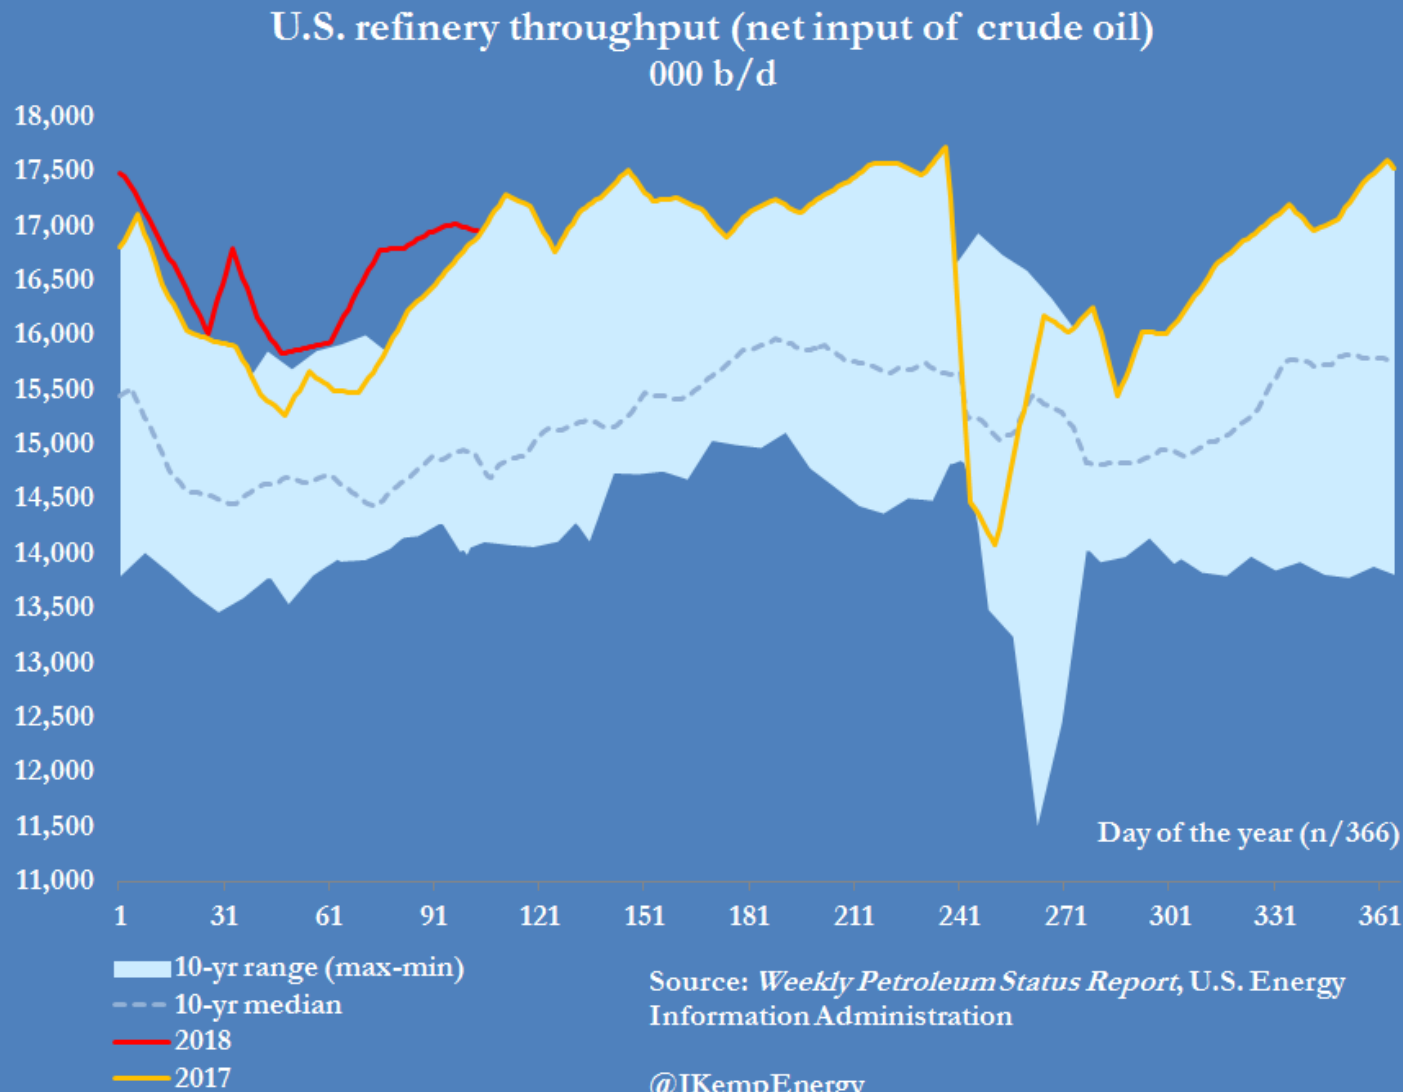 U.S. refinery throughput (net input of crude oil)
000 b/d
18,000
17,500
17,000
16,500
16,000
15,500
15,000
14,500
14,000
13,500
13,000
12,500
12,000
11,500
11,000
Day of the year (n/366)
1 31 61 91 121 151 181 211 241 271 301 331 361
10-yr range (max-min)
10-yr median
2018
2017
Source: Weekly Petroleum Status Report, U.S. Energy
Information Administration
@JKempEnergy